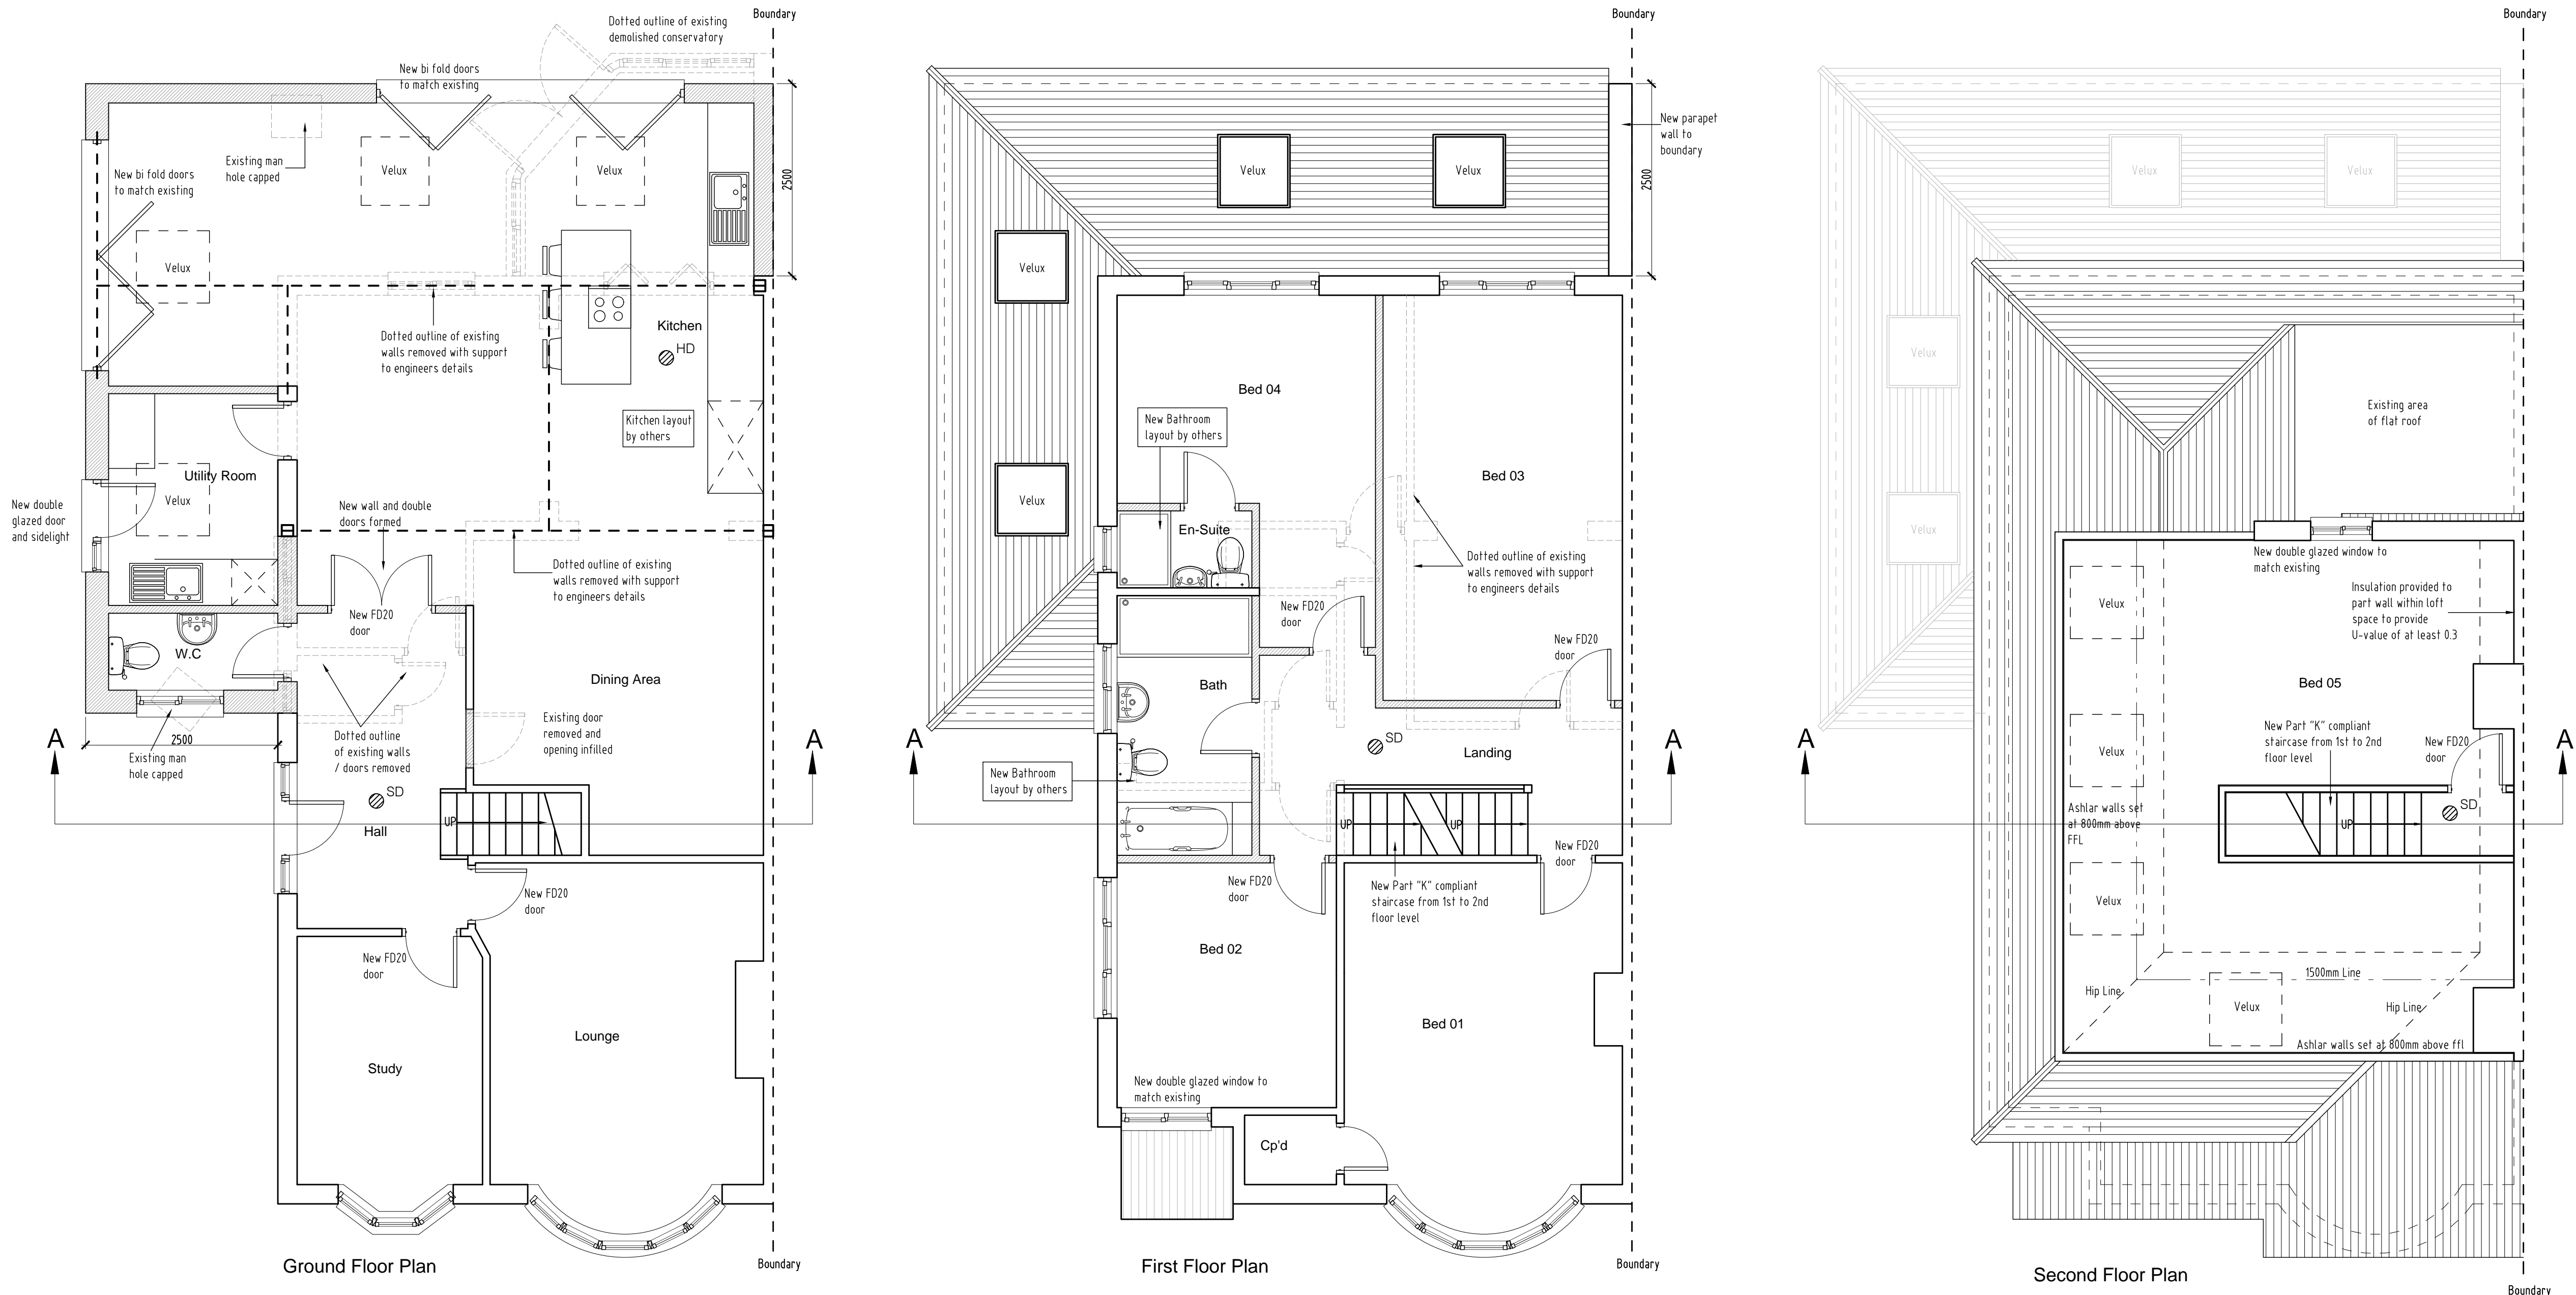 Boundary
Dotted outline of existing
demolished conservatory
New bi fold doors
to match existing
Existing man
hole capped
Velux
Velux
2500
New bi fold doors
to match existing
Velux
Dotted outline of existing
walls removed with support
to engineers details
Kitchen
HD
Kitchen layout
by others
Utility Room
Velux
New double
glazed door
and sidelight
New wall and double
doors formed
Dotted outline of existing
walls removed with support
to engineers details
New FD20
door
W.C
Dining Area
Existing door
removed and
opening infilled
Dotted outline
of existing walls
/ doors removed
A
2500
A
Existing man
hole capped
SD
UP
Hall
New FD20
door
New FD20
door
Lounge
Study
Boundary
Ground Floor Plan
Boundary
New parapet
wall to
boundary
Velux
Velux
2500
Velux
Bed 04
New Bathroom
layout by others
Bed 03
Velux
En-Suite
Dotted outline of existing
walls removed with support
to engineers details
New FD20
door
New FD20
door
Bath
A
SD
Landing
A
New Bathroom
layout by others
UP
UP
New FD20
door
New FD20
door
New Part "K" compliant
staircase from 1st to 2nd
floor level
Bed 02
Bed 01
New double glazed window to
match existing
Cp'd
Boundary
First Floor Plan
Boundary
Velux
Velux
Velux
Existing area
of flat roof
Velux
New double glazed window to
match existing
Insulation provided to
part wall within loft
space to provide
U-value of at least 0.3
Velux
Bed 05
New Part "K" compliant
staircase from 1st to 2nd
floor level
New FD20
door
A
Velux
A
Ashlar walls set
at 800mm above
FFL
SD
UP
Velux
1500mm Line
Hip Line
Velux
Hip Line
Ashlar walls set at 800mm above ffl
Second Floor Plan
Boundary